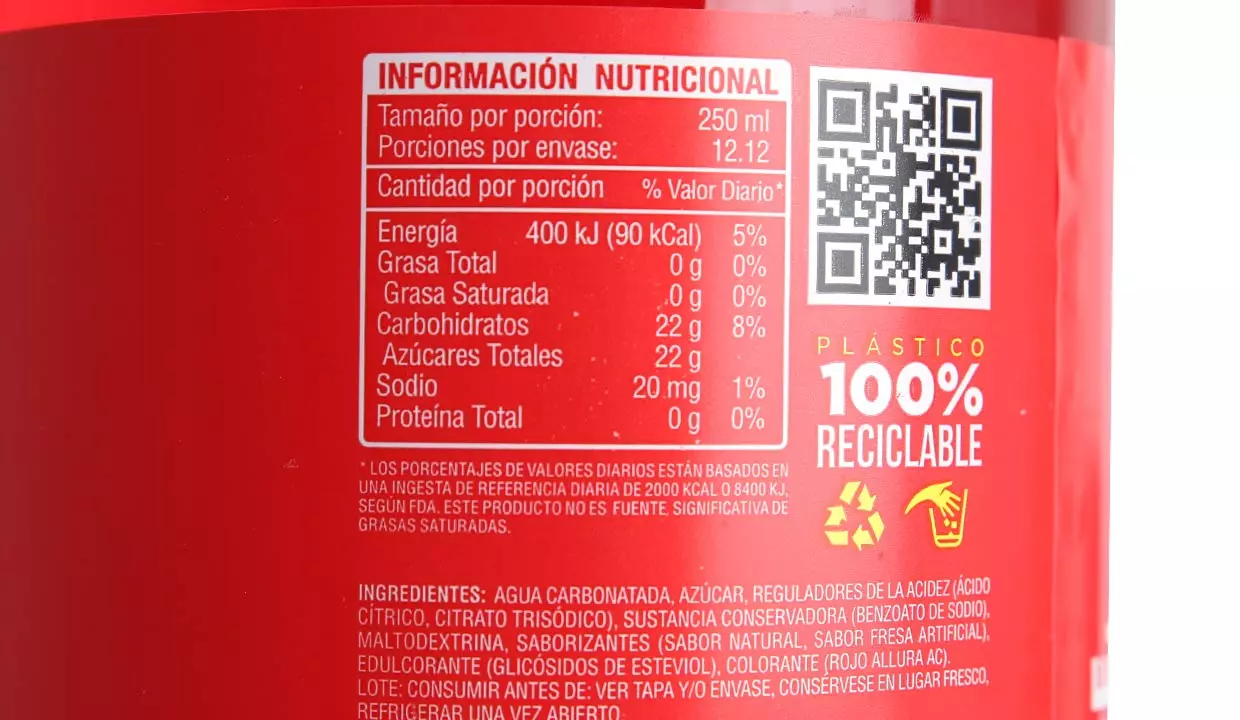 INFORMACIÓN NUTRICIONAL
Tamaño por porción: 250 ml
Porciones por envase: 12.12
Cantidad por porción % Valor Diario*
Energía 400 kJ (90 kCal) 5%
Grasa Total 0 g 0%
Grasa Saturada 0 g 0%
Carbohidratos 22 g 8%
Azúcares Totales 22 g
Sodio 20 mg 1%
Proteína Total 0 g 0%
* LOS PORCENTAJES DE VALORES DIARIOS ESTÁN BASADOS EN
UNA INGESTA DE REFERENCIA DIARIA DE 2000 KCAL O 8400 KJ,
SEGÚN FDA. ESTE PRODUCTO NO ES FUENTE SIGNIFICATIVA DE
GRASAS SATURADAS.
PLÁSTICO
100%
RECICLABLE
INGREDIENTES: AGUA CARBONATADA, AZÚCAR, REGULADORES DE LA ACIDEZ (ÁCIDO
CÍTRICO, CITRATO TRISÓDICO), SUSTANCIA CONSERVADORA (BENZOATO DE SODIO),
MALTODEXTRINA, SABORIZANTES (SABOR NATURAL, SABOR FRESA ARTIFICIAL),
EDULCORANTE (GLICÓSIDOS DE ESTEVIOL), COLORANTE (ROJO ALLURA AC).
LOTE: CONSUMIR ANTES DE: VER TAPA Y/O ENVASE, CONSÉRVESE EN LUGAR FRESCO,
REFRIGERAR UNA VEZ ABIERTO.